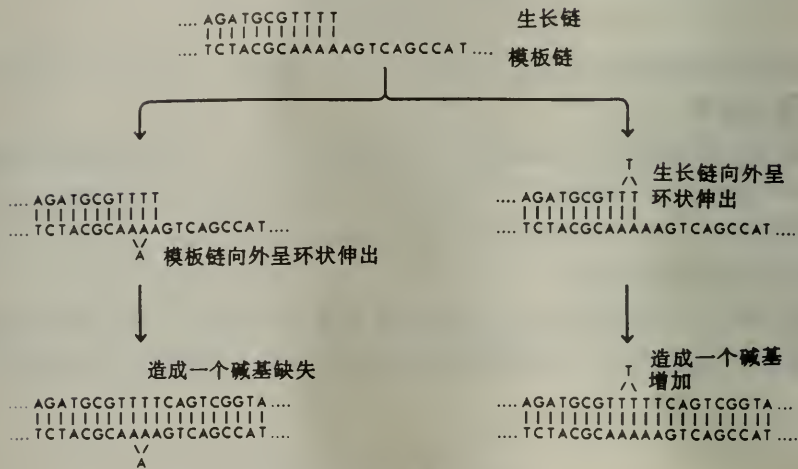 .... AGATGCGTTTT
生长链
.... TCTACGCAAAAAGTCAGCCAT ....
模板链
.... AGATGCGTTTT
.... TCTACGCAAAAGTCAGCCAT ....
A
模板链向外呈环状伸出
T
生长链向外呈
环状伸出
.... AGATGCGTTT
.... TCTACGCAAAAAGTCAGCCAT ....
造成一个碱基缺失
.... AGATGCGTTTTCAGTCGGTA ....
.... TCTACGCAAAAGTCAGCCAT ....
A
造成一个碱基
增加
T
.... AGATGCGTTTTTCAGTCGGTA ....
.... TCTACGCAAAAAGTCAGCCAT ....